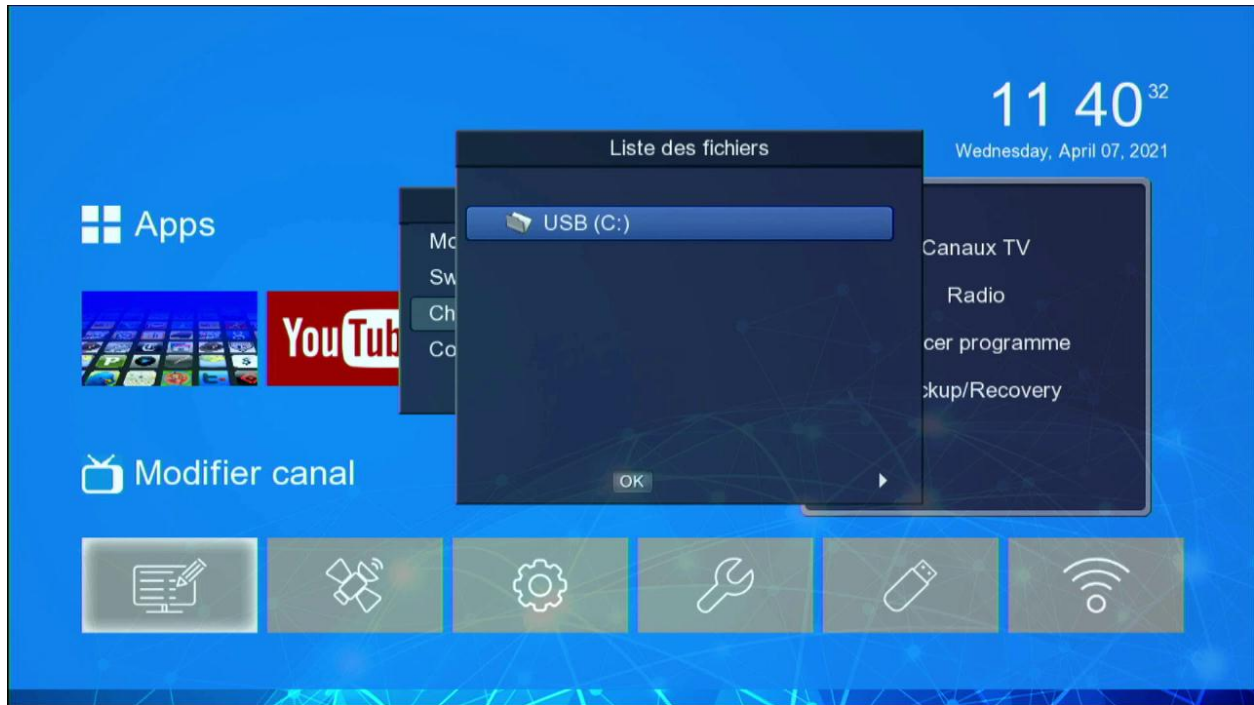 11 40 32
Wednesday, April 07, 2021
Liste des fichiers
USB (C:)
OK
Apps
You Tub
Mo
Sw
Ch
Co
Canaux TV
Radio
cer programme
ckup/Recovery
Modifier canal